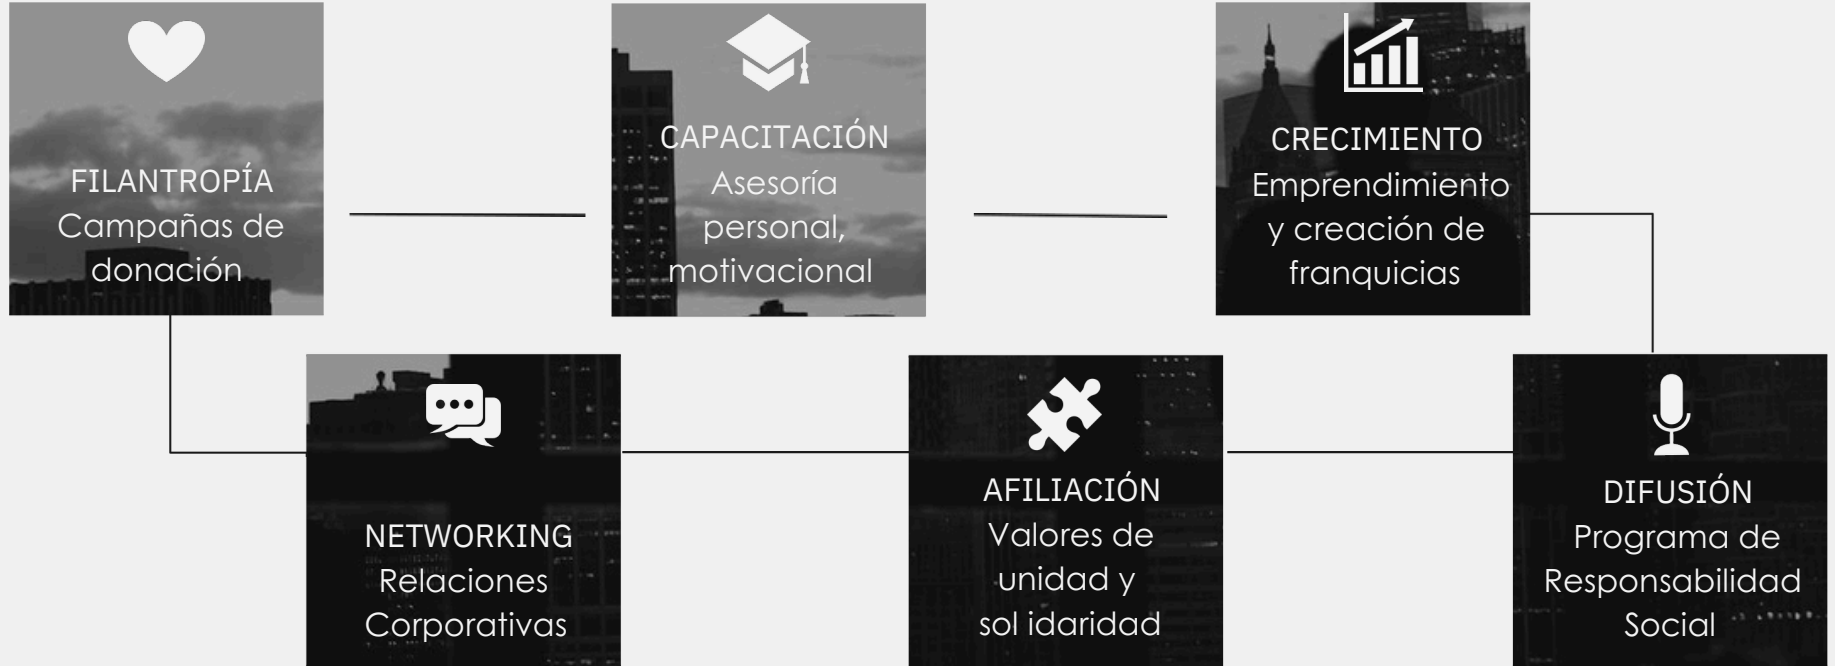 FILANTROPÍA
Campañas de
donación
CAPACITACIÓN
Asesoría
personal,
motivacional
CRECIMIENTO
Emprendimiento
y creación de
franquicias
NETWORKING
Relaciones
Corporativas
AFILIACIÓN
Valores de
unidad y
sol idaridad
DIFUSIÓN
Programa de
Responsabilidad
Social